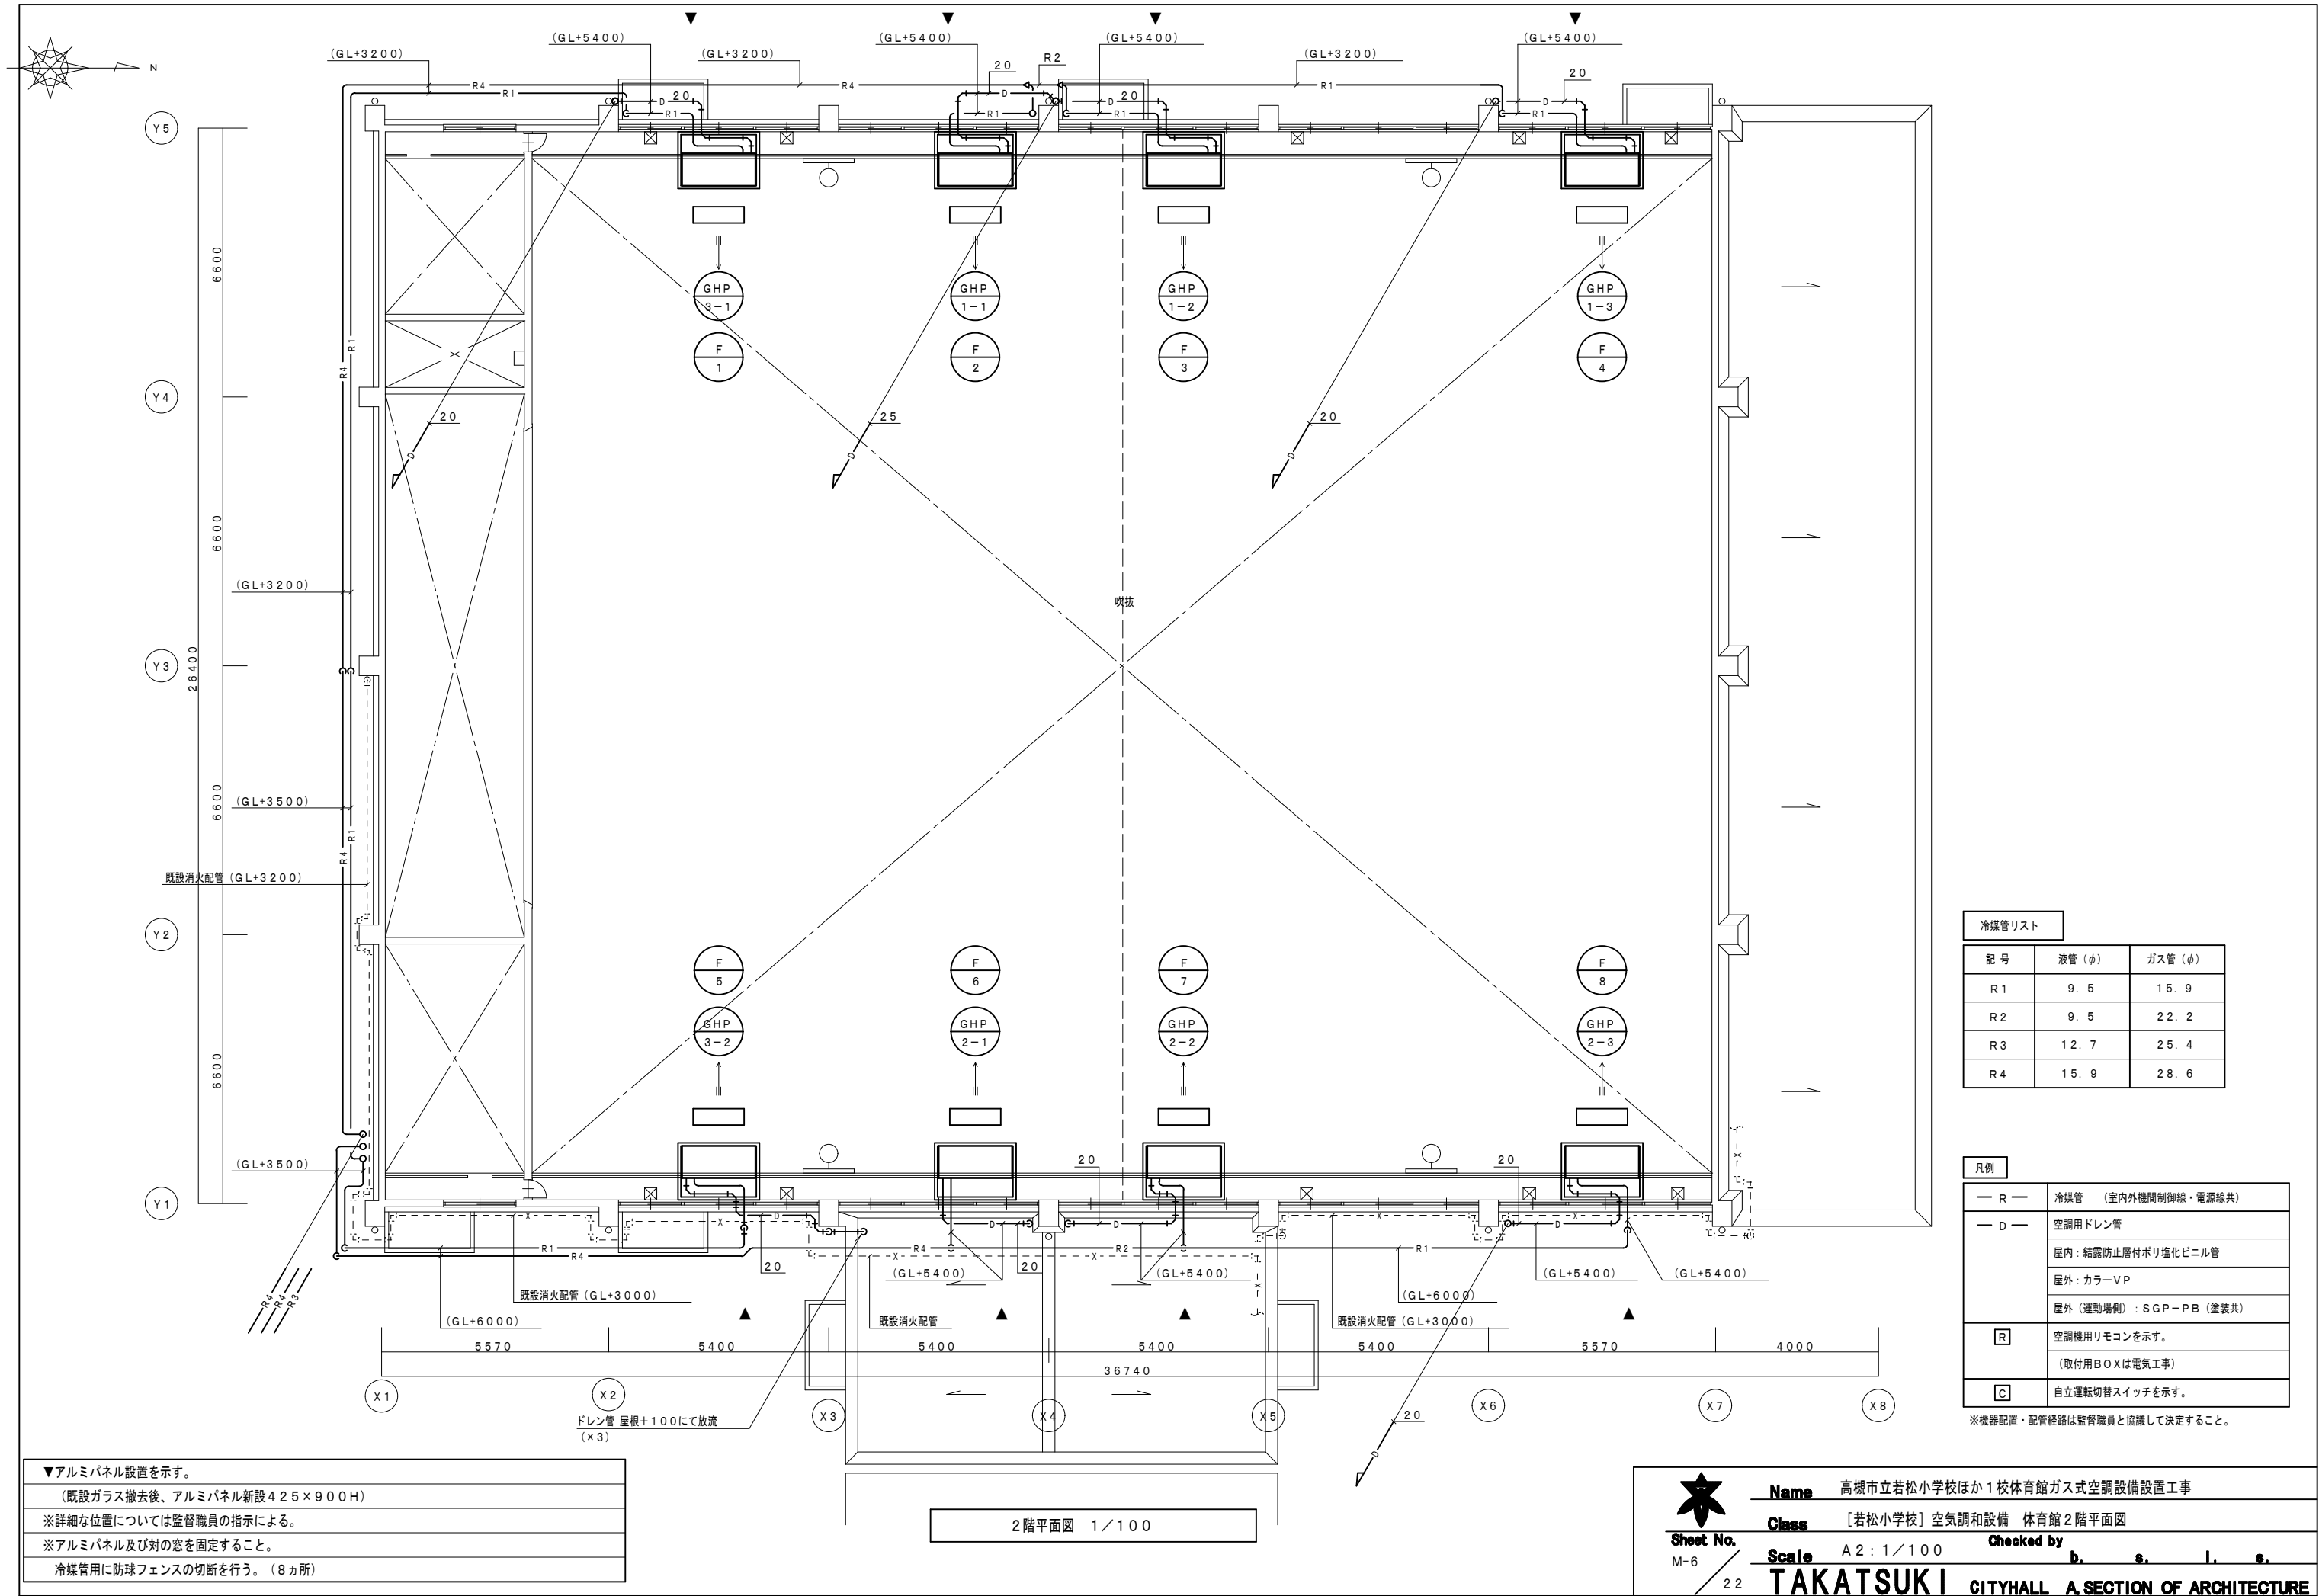 (GL+3200)
(GL+5400)
(GL+3200)
(GL+5400)
R2
(GL+5400)
(GL+3200)
(GL+5400)
N
20
20
R4
R1
D
20
R1
R4
D
R1
D
20
R1
R1
D
R1
Y5
Y4
Y3
Y2
Y1
6600
6600
6600
6600
26400
R4
R1
GHP
3-1
GHP
1-1
GHP
1-2
GHP
1-3
F
1
F
2
F
3
F
4
20
D
25
D
20
D
吹抜
(GL+3200)
(GL+3500)
R1
R4
既設消火配管(GL+3200)
(GL+3500)
F
5
F
6
F
7
F
8
GHP
3-2
GHP
2-1
GHP
2-2
GHP
2-3
20
20
D
D
D
D
R1
R4
R4
R2
R1
R4
R4
R3
20
(GL+5400)
20
(GL+5400)
(GL+5400)
(GL+5400)
既設消火配管(GL+3000)
(GL+6000)
(GL+6000)
既設消火配管
既設消火配管(GL+3000)
5570
5400
5400
5400
5400
5570
4000
36740
X1
X2
X3
X4
X5
X6
X7
X8
ドレン管 屋根+100にて放流
(×3)
20
D
冷媒管リスト
記 号 液管(φ) ガス管(φ)
R1 9.5 15.9
R2 9.5 22.2
R3 12.7 25.4
R4 15.9 28.6
凡例
R 冷媒管 (室内外機間制御線・電源線共)
D 空調用ドレン管
屋内:結露防止層付ポリ塩化ビニル管
屋外:カラーVP
屋外(運動場側):SGP-PB(塗装共)
R 空調機用リモコンを示す。
(取付用BOXは電気工事)
C 自立運転切替スイッチを示す。
※機器配置・配管経路は監督職員と協議して決定すること。
▼アルミパネル設置を示す。
(既設ガラス撤去後、アルミパネル新設425×900H)
※詳細な位置については監督職員の指示による。
※アルミパネル及び対の窓を固定すること。
冷媒管用に防球フェンスの切断を行う。(8ヵ所)
2階平面図 1/100
Name 高槻市立若松小学校ほか1校体育館ガス式空調設備設置工事
Class [若松小学校]空気調和設備 体育館2階平面図
Sheet No. M-6 / 22
Scale A2:1/100
Checked by
b. s. l. s.
TAKATSUKI CITYHALL A.SECTION OF ARCHITECTURE